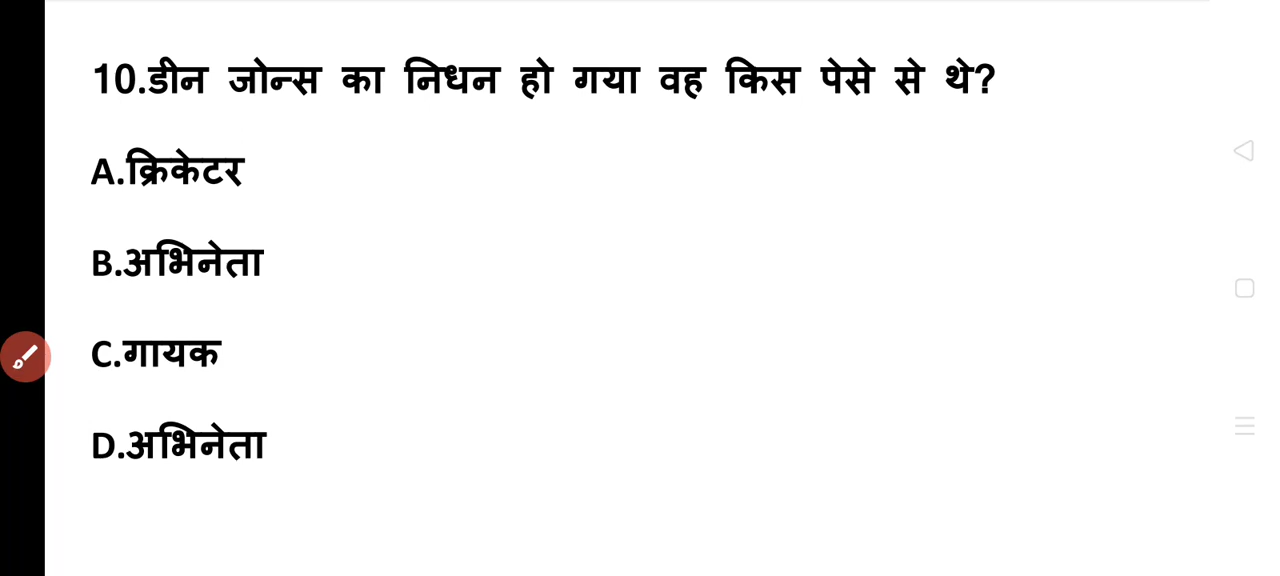 10.डीन जोन्स का निधन हो गया वह किस पेसे से थे?
A.क्रिकेटर
B.अभिनेता
C.गायक
D.अभिनेता